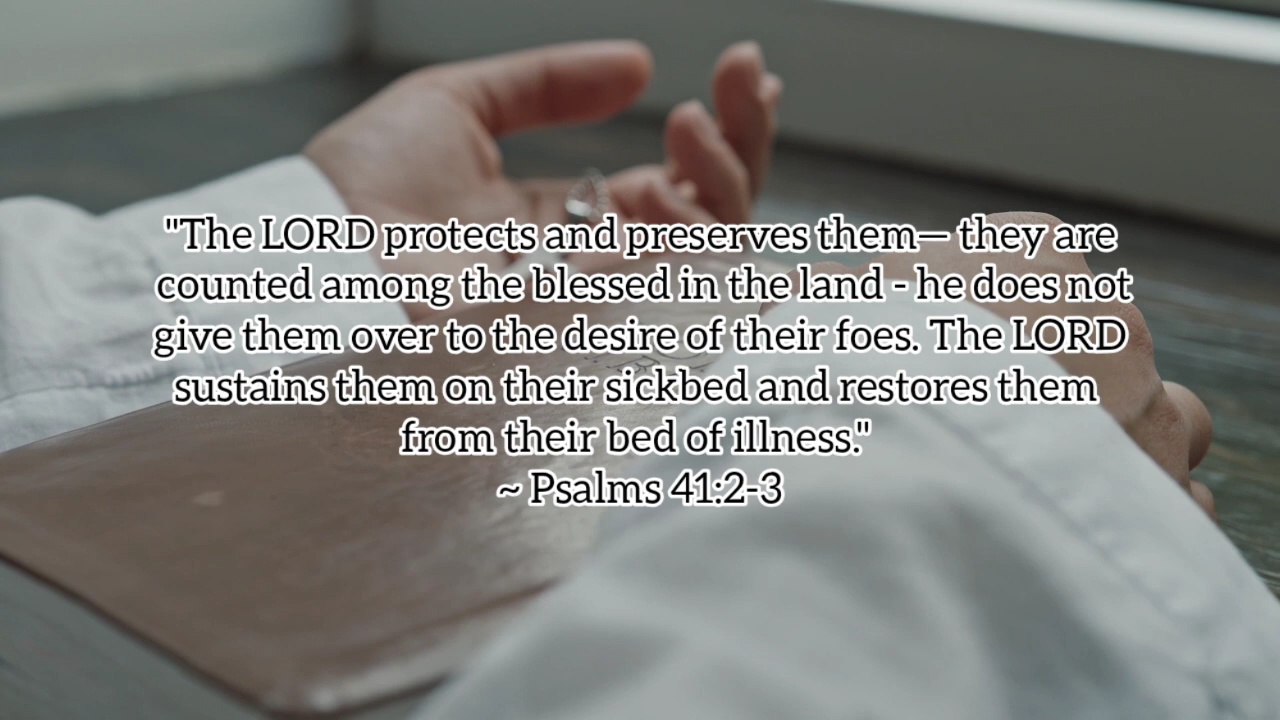 "The LORD protects and preserves them— they are
counted among the blessed in the land - he does not
give them over to the desire of their foes. The LORD
sustains them on their sickbed and restores them
from their bed of illness."
~ Psalms 41:2-3